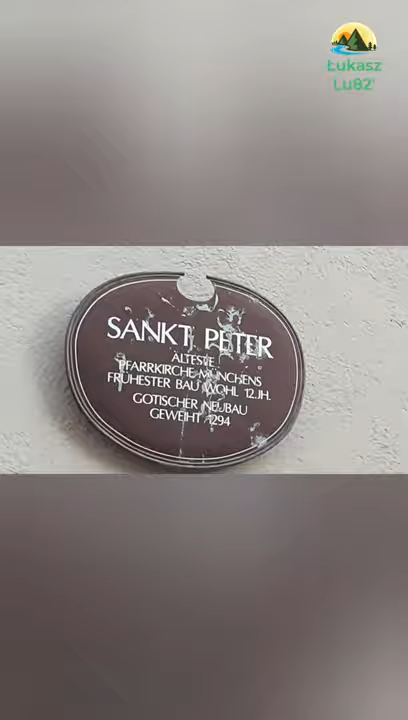 Łukasz
Lu82
SANKT PETER
ÄLTESTE
PFARRKIRCHE MÜNCHENS
FRÜHESTER BAU WOHL 12.JH.
GOTISCHER NEUBAU
GEWEIHT 1294